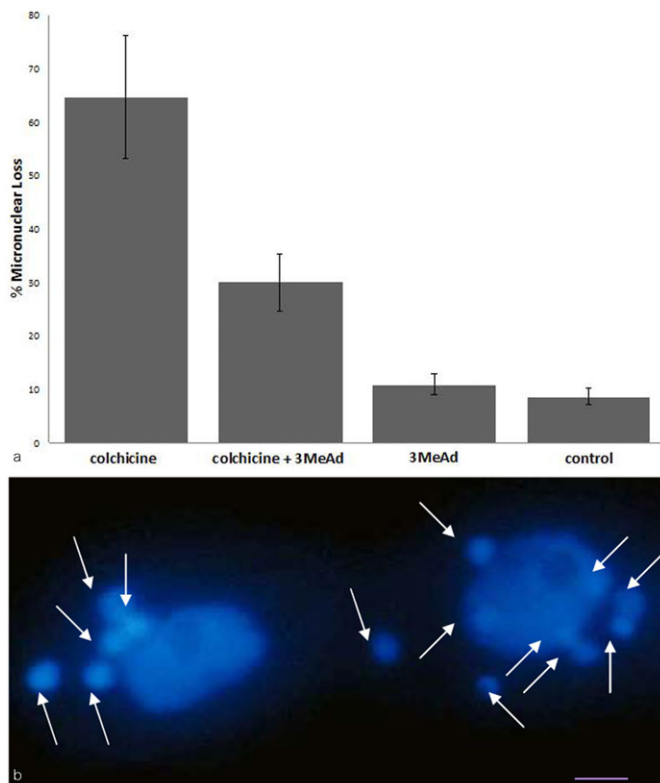 80
70
60
50
40
30
20
10
0
% Micronuclear Loss
a
colchicine
colchicine + 3MeAd
3MeAd
control
b